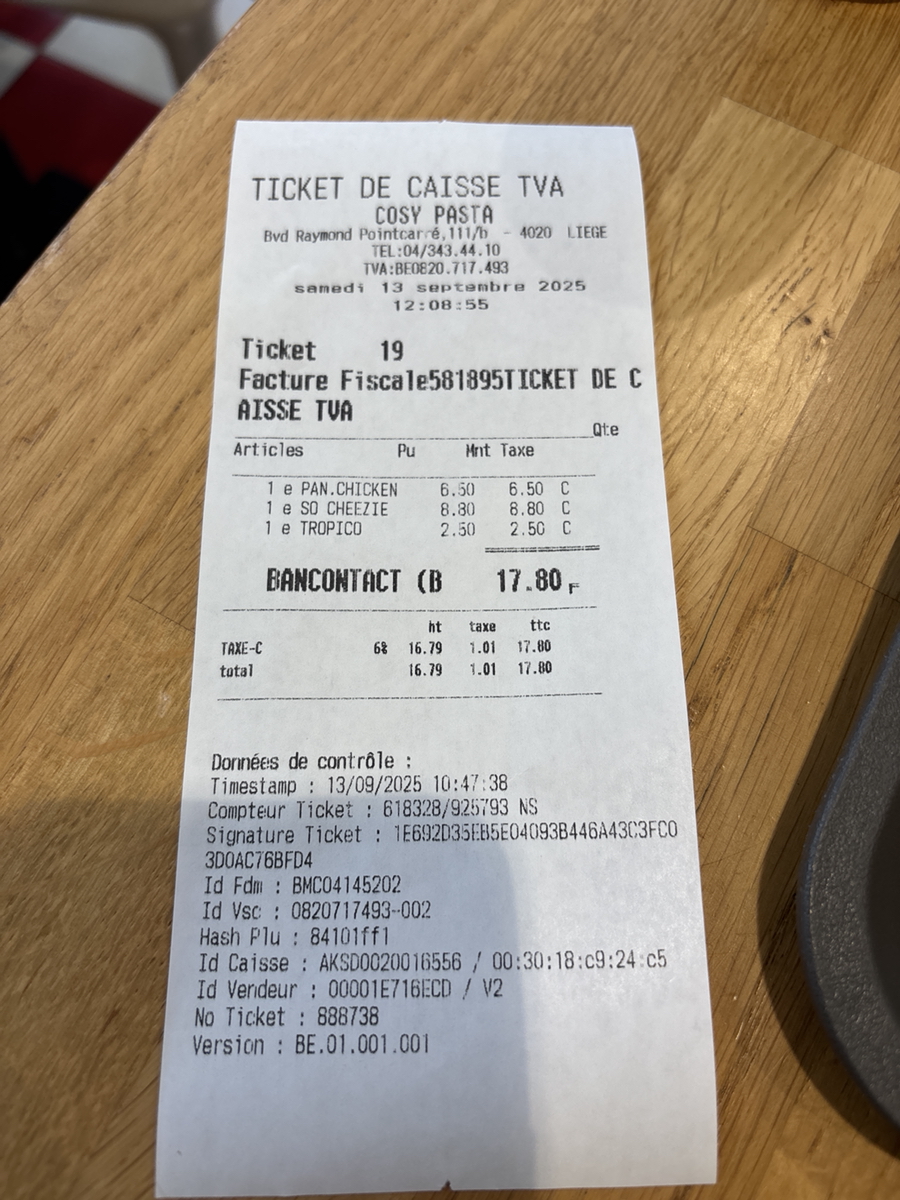 TICKET DE CAISSE TVA
COSY PASTA
Bvd Raymond Pointcarré,111/b - 4020 LIEGE
TEL:04/343.44.10
TVA:BE0820.717.493
samedi 13 septembre 2025
12:08:55
Ticket 19
Facture Fiscale581895TICKET DE C
AISSE TVA
Qte
Articles Pu Mnt Taxe
1 e PAN.CHICKEN 6.50 6.50 C
1 e SO CHEEZIE 8.80 8.80 C
1 e TROPICO 2.50 2.50 C
BANCONTACT (B 17.80 F
ht taxe ttc
TAXE-C 6% 16.79 1.01 17.80
total 16.79 1.01 17.80
Données de contrôle :
Timestamp : 13/09/2025 10:47:38
Compteur Ticket : 618328/925793 NS
Signature Ticket : 1E692D35EB5E04093B446A43C3FC0
3D0AC76BFD4
Id Fdm : BMC04145202
Id Vsc : 0820717493-002
Hash Plu : 84101ff1
Id Caisse : AKSD0020016556 / 00:30:18:c9:24:c5
Id Vendeur : 00001E716ECD / V2
No Ticket : 888738
Version : BE.01.001.001